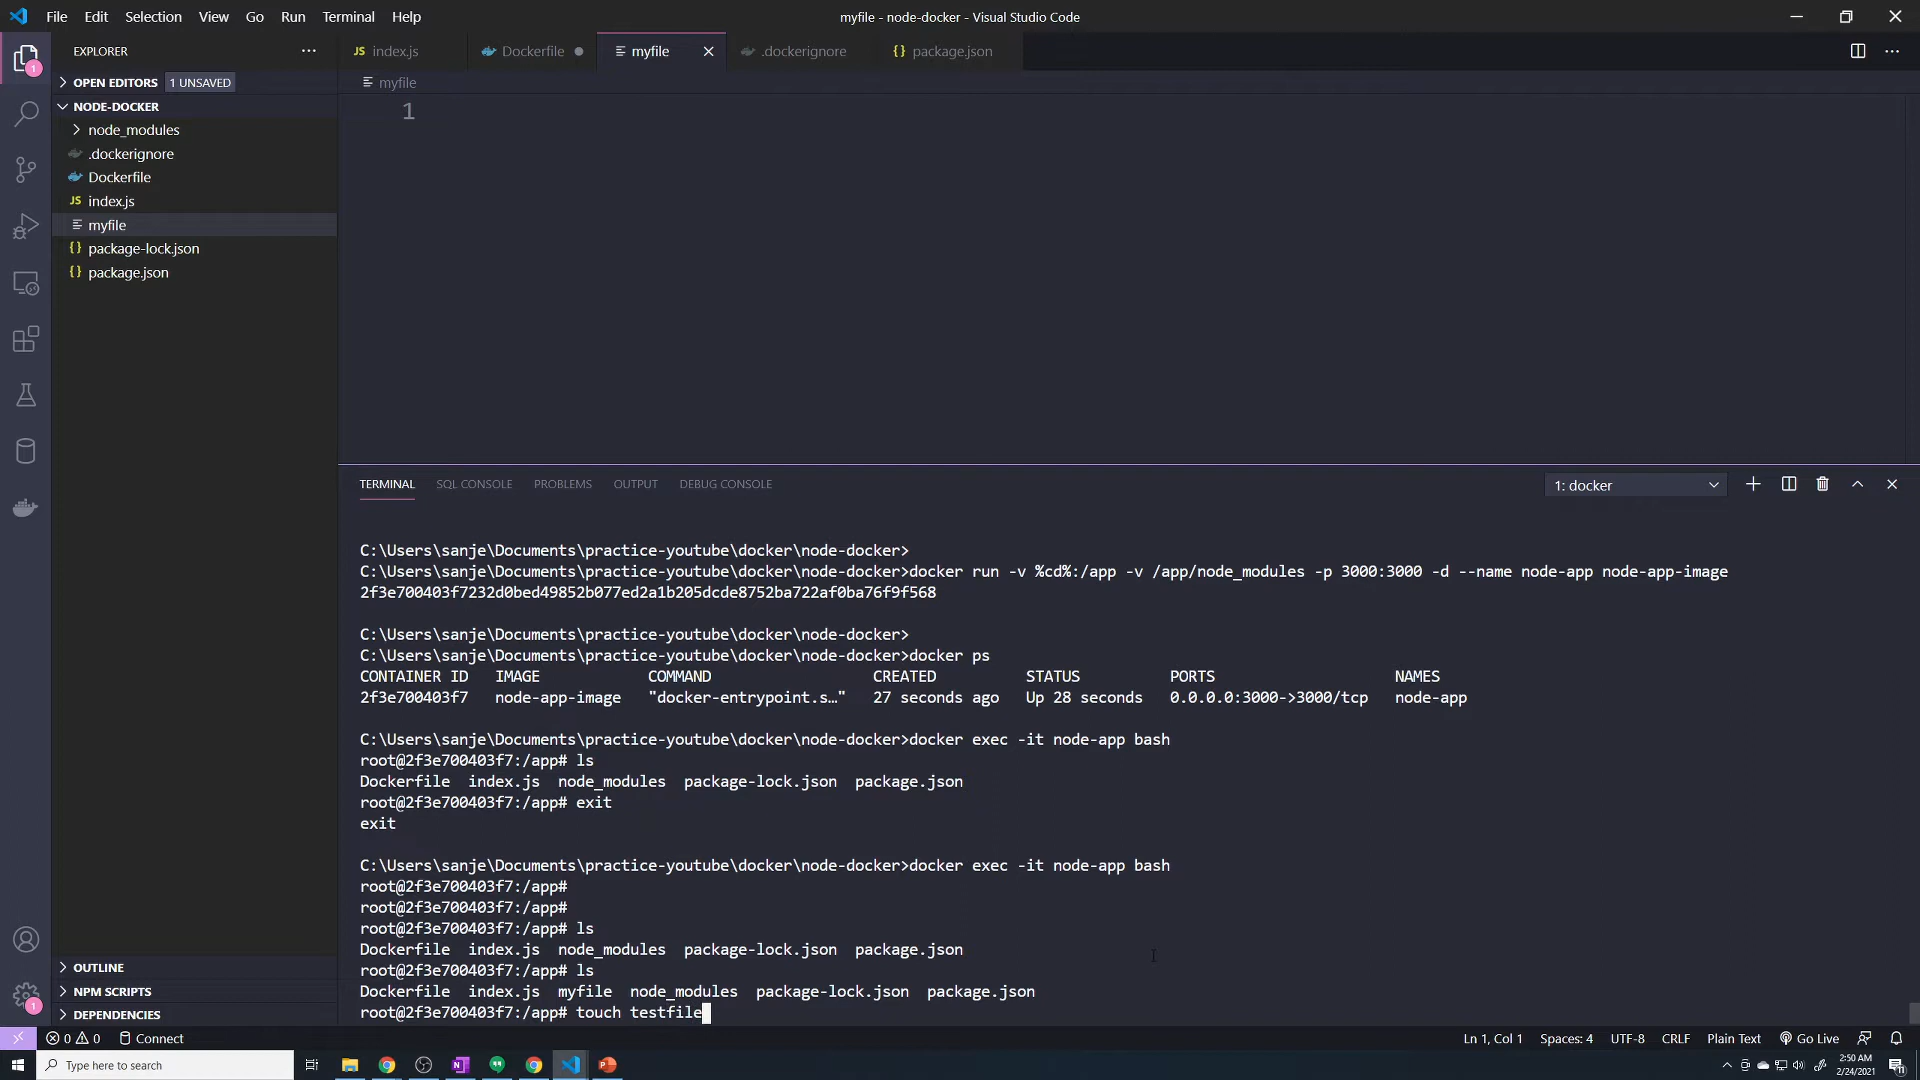 File Edit Selection View Go Run Terminal Help
myfile - node-docker - Visual Studio Code
EXPLORER
index.js
Dockerfile
myfile
.dockerignore
package.json
OPEN EDITORS 1 UNSAVED
myfile
NODE-DOCKER
1
node_modules
.dockerignore
Dockerfile
JS index.js
myfile
{} package-lock.json
{} package.json
TERMINAL SQL CONSOLE PROBLEMS OUTPUT DEBUG CONSOLE
1: docker
C:\Users\sanje\Documents\practice-youtube\docker\node-docker>
C:\Users\sanje\Documents\practice-youtube\docker\node-docker>docker run -v %cd%:/app -v /app/node_modules -p 3000:3000 -d --name node-app node-app-image
2f3e700403f7232d0bed49852b077ed2a1b205dcde8752ba722af0ba76f9f568
C:\Users\sanje\Documents\practice-youtube\docker\node-docker>
C:\Users\sanje\Documents\practice-youtube\docker\node-docker>docker ps
CONTAINER ID IMAGE COMMAND CREATED STATUS PORTS NAMES
2f3e700403f7 node-app-image "docker-entrypoint.s…" 27 seconds ago Up 28 seconds 0.0.0.0:3000->3000/tcp node-app
C:\Users\sanje\Documents\practice-youtube\docker\node-docker>docker exec -it node-app bash
root@2f3e700403f7:/app# ls
Dockerfile index.js node_modules package-lock.json package.json
root@2f3e700403f7:/app# exit
exit
C:\Users\sanje\Documents\practice-youtube\docker\node-docker>docker exec -it node-app bash
root@2f3e700403f7:/app#
root@2f3e700403f7:/app#
root@2f3e700403f7:/app# ls
Dockerfile index.js node_modules package-lock.json package.json
root@2f3e700403f7:/app# ls
Dockerfile index.js myfile node_modules package-lock.json package.json
root@2f3e700403f7:/app# touch testfile
OUTLINE
NPM SCRIPTS
DEPENDENCIES
0 0 Connect
Ln 1, Col 1 Spaces: 4 UTF-8 CRLF Plain Text Go Live
Type here to search
2:50 AM
2/24/2021